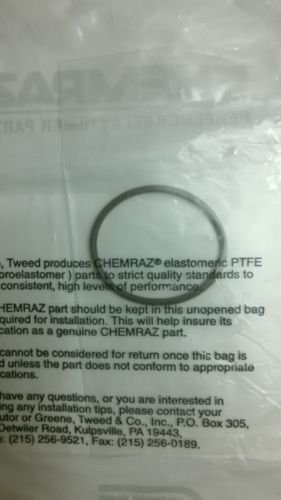 CHEMRAZ
PERFLUOROELASTOMER PART
, Tweed produces CHEMRAZ® elastomeric PTFE
oroelastomer ) parts to strict quality standards to
consistent, high levels of performance.
HEMRAZ part should be kept in this unopened bag
quired for installation. This will help insure its
cation as a genuine CHEMRAZ part.
cannot be considered for return once this bag is
d unless the part does not conform to appropriate
cations.
have any questions, or you are interested in
ing any installation tips, please contact your
utor or Greene, Tweed & Co., Inc., P.O. Box 305,
Detwiler Road, Kulpsville, PA 19443,
: (215) 256-9521, Fax: (215) 256-0189.